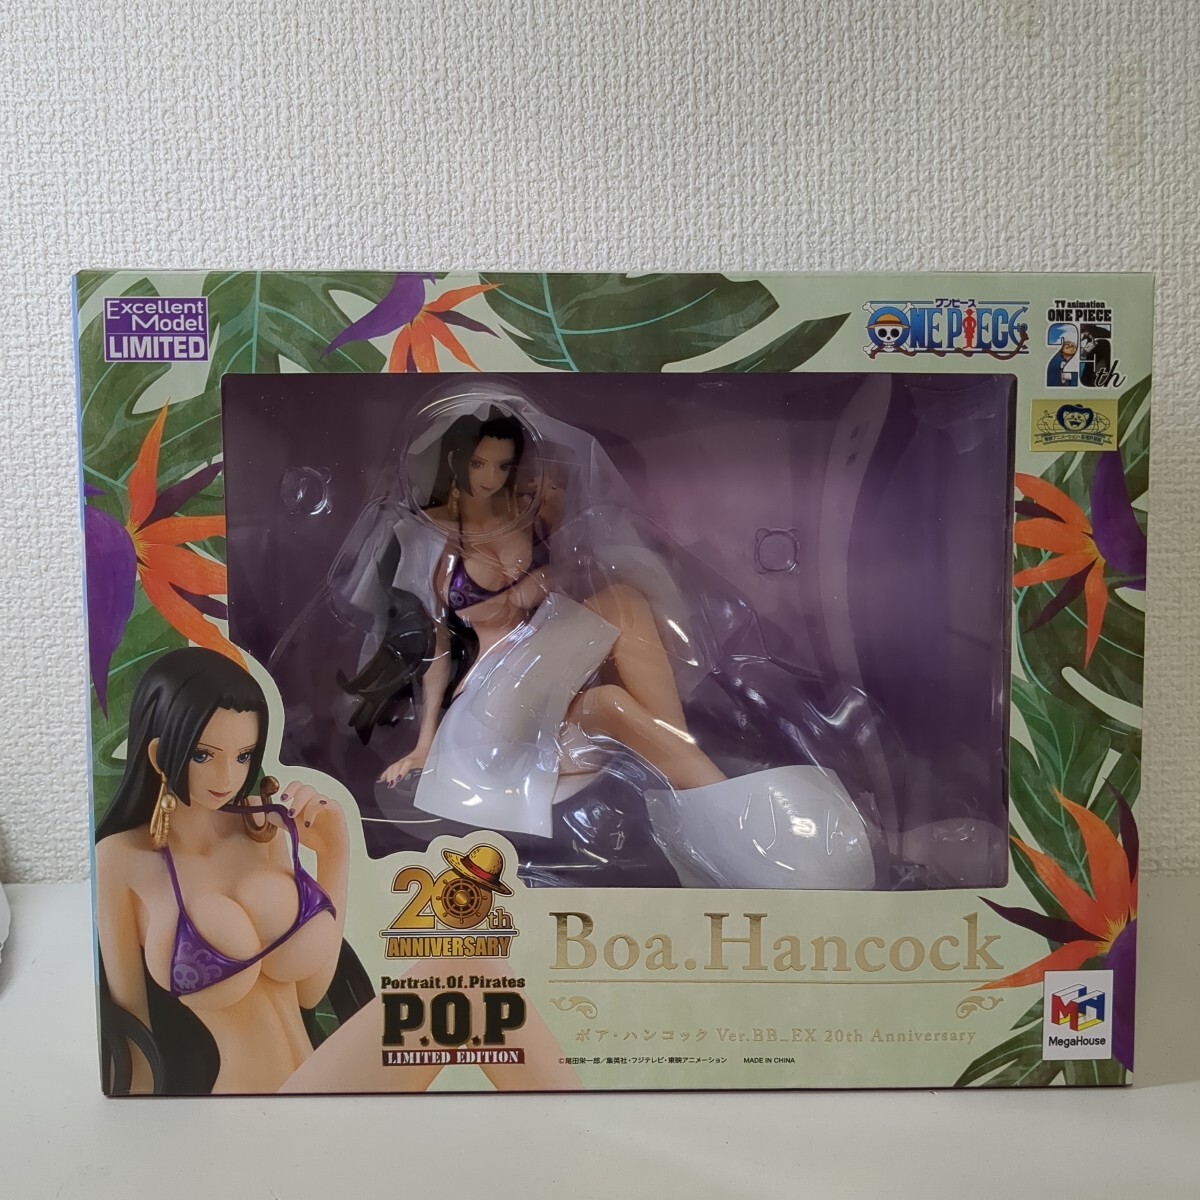 Excellent
Model
LIMITED
ワンピース
ONE PIECE
TV animation
ONE PIECE
20th
20th
ANNIVERSARY
Portrait.Of.Pirates
P.O.P
LIMITED EDITION
Boa.Hancock
ボア・ハンコック Ver.BB_EX 20th Anniversary
©尾田栄一郎／集英社・フジテレビ・東映アニメーション MADE IN CHINA
MegaHouse